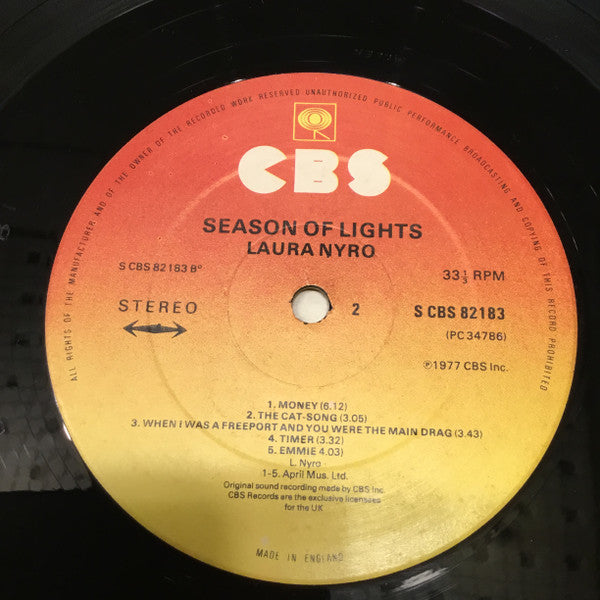 ALL RIGHTS OF THE MANUFACTURER AND OF THE OWNER OF THE RECORDED WORK RESERVED UNAUTHORIZED PUBLIC PERFORMANCE BROADCASTING AND COPYING OF THIS RECORD PROHIBITED
CBS
SEASON OF LIGHTS
LAURA NYRO
S CBS 82183 B°
33⅓ RPM
STEREO
2
S CBS 82183
(PC 34786)
℗1977 CBS Inc.
1. MONEY (6.12)
2. THE CAT-SONG (3.05)
3. WHEN I WAS A FREEPORT AND YOU WERE THE MAIN DRAG (3.43)
4. TIMER (3.32)
5. EMMIE 4.03)
L. Nyro
1-5. April Mus. Ltd.
Original sound recording made by CBS Inc.
CBS Records are the exclusive licensees
for the UK
MADE IN ENGLAND